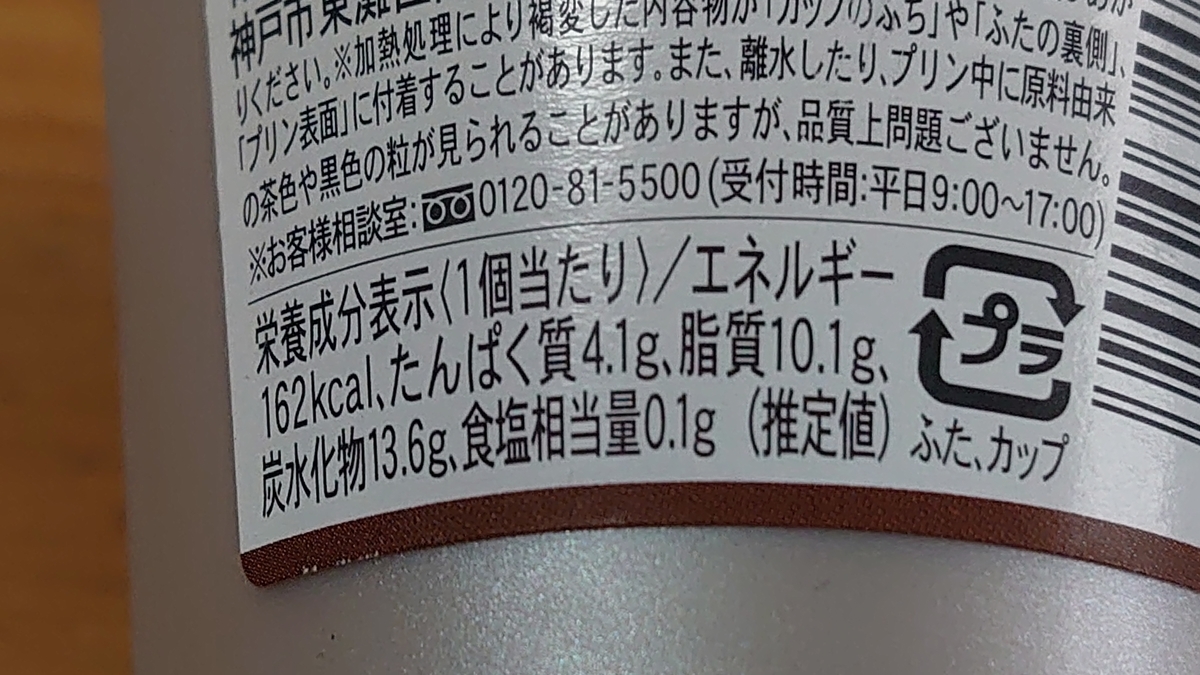 神戸市東灘区
りください。※加熱処理により褐変した内容物が「カップのふち」や「ふたの裏側」、
「プリン表面」に付着することがあります。また、離水したり、プリン中に原料由来
の茶色や黒色の粒が見られることがありますが、品質上問題ございません。
※お客様相談室:0120-81-5500(受付時間:平日9:00〜17:00)
栄養成分表示〈1個当たり〉/エネルギー
162kcal、たんぱく質4.1g、脂質10.1g、
炭水化物13.6g、食塩相当量0.1g (推定値)
プラ
ふた、カップ